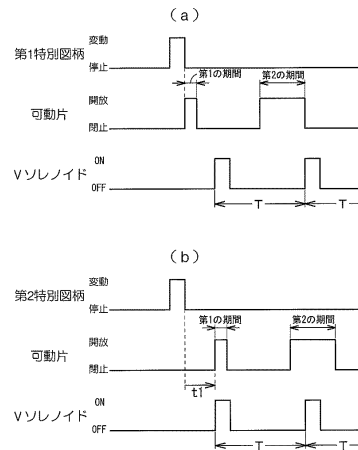 (a)
変動
第1特別図柄
停止
第1の期間
第2の期間
開放
可動片
閉止
ON
Vソレノイド
OFF
T
T
(b)
変動
第2特別図柄
停止
第1の期間
第2の期間
開放
可動片
閉止
t1
ON
Vソレノイド
OFF
T
T